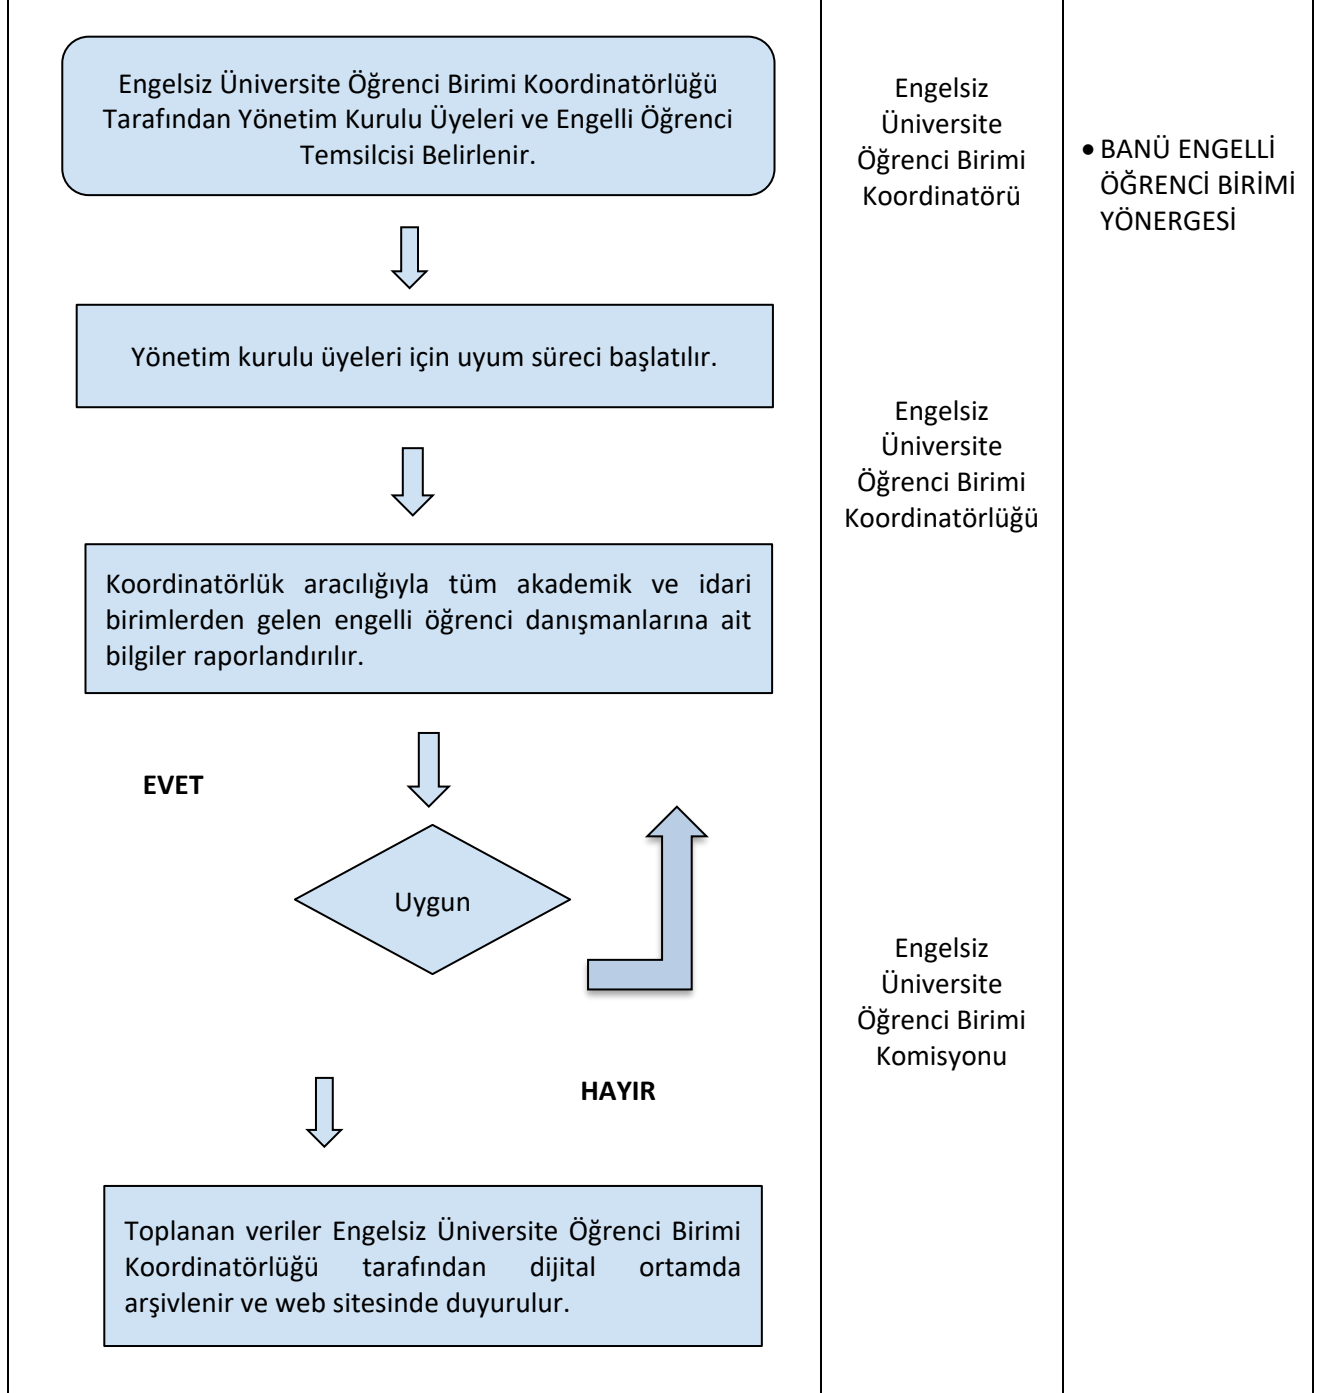 Engelsiz Üniversite Öğrenci Birimi Koordinatörlüğü
Tarafından Yönetim Kurulu Üyeleri ve Engelli Öğrenci
Temsilcisi Belirlenir.
Engelsiz
Üniversite
Öğrenci Birimi
Koordinatörü
• BANÜ ENGELLİ
ÖĞRENCİ BİRİMİ
YÖNERGESİ
Yönetim kurulu üyeleri için uyum süreci başlatılır.
Engelsiz
Üniversite
Öğrenci Birimi
Koordinatörlüğü
Koordinatörlük aracılığıyla tüm akademik ve idari
birimlerden gelen engelli öğrenci danışmanlarına ait
bilgiler raporlandırılır.
EVET
Uygun
Engelsiz
Üniversite
Öğrenci Birimi
Komisyonu
HAYIR
Toplanan veriler Engelsiz Üniversite Öğrenci Birimi
Koordinatörlüğü tarafından dijital ortamda
arşivlenir ve web sitesinde duyurulur.